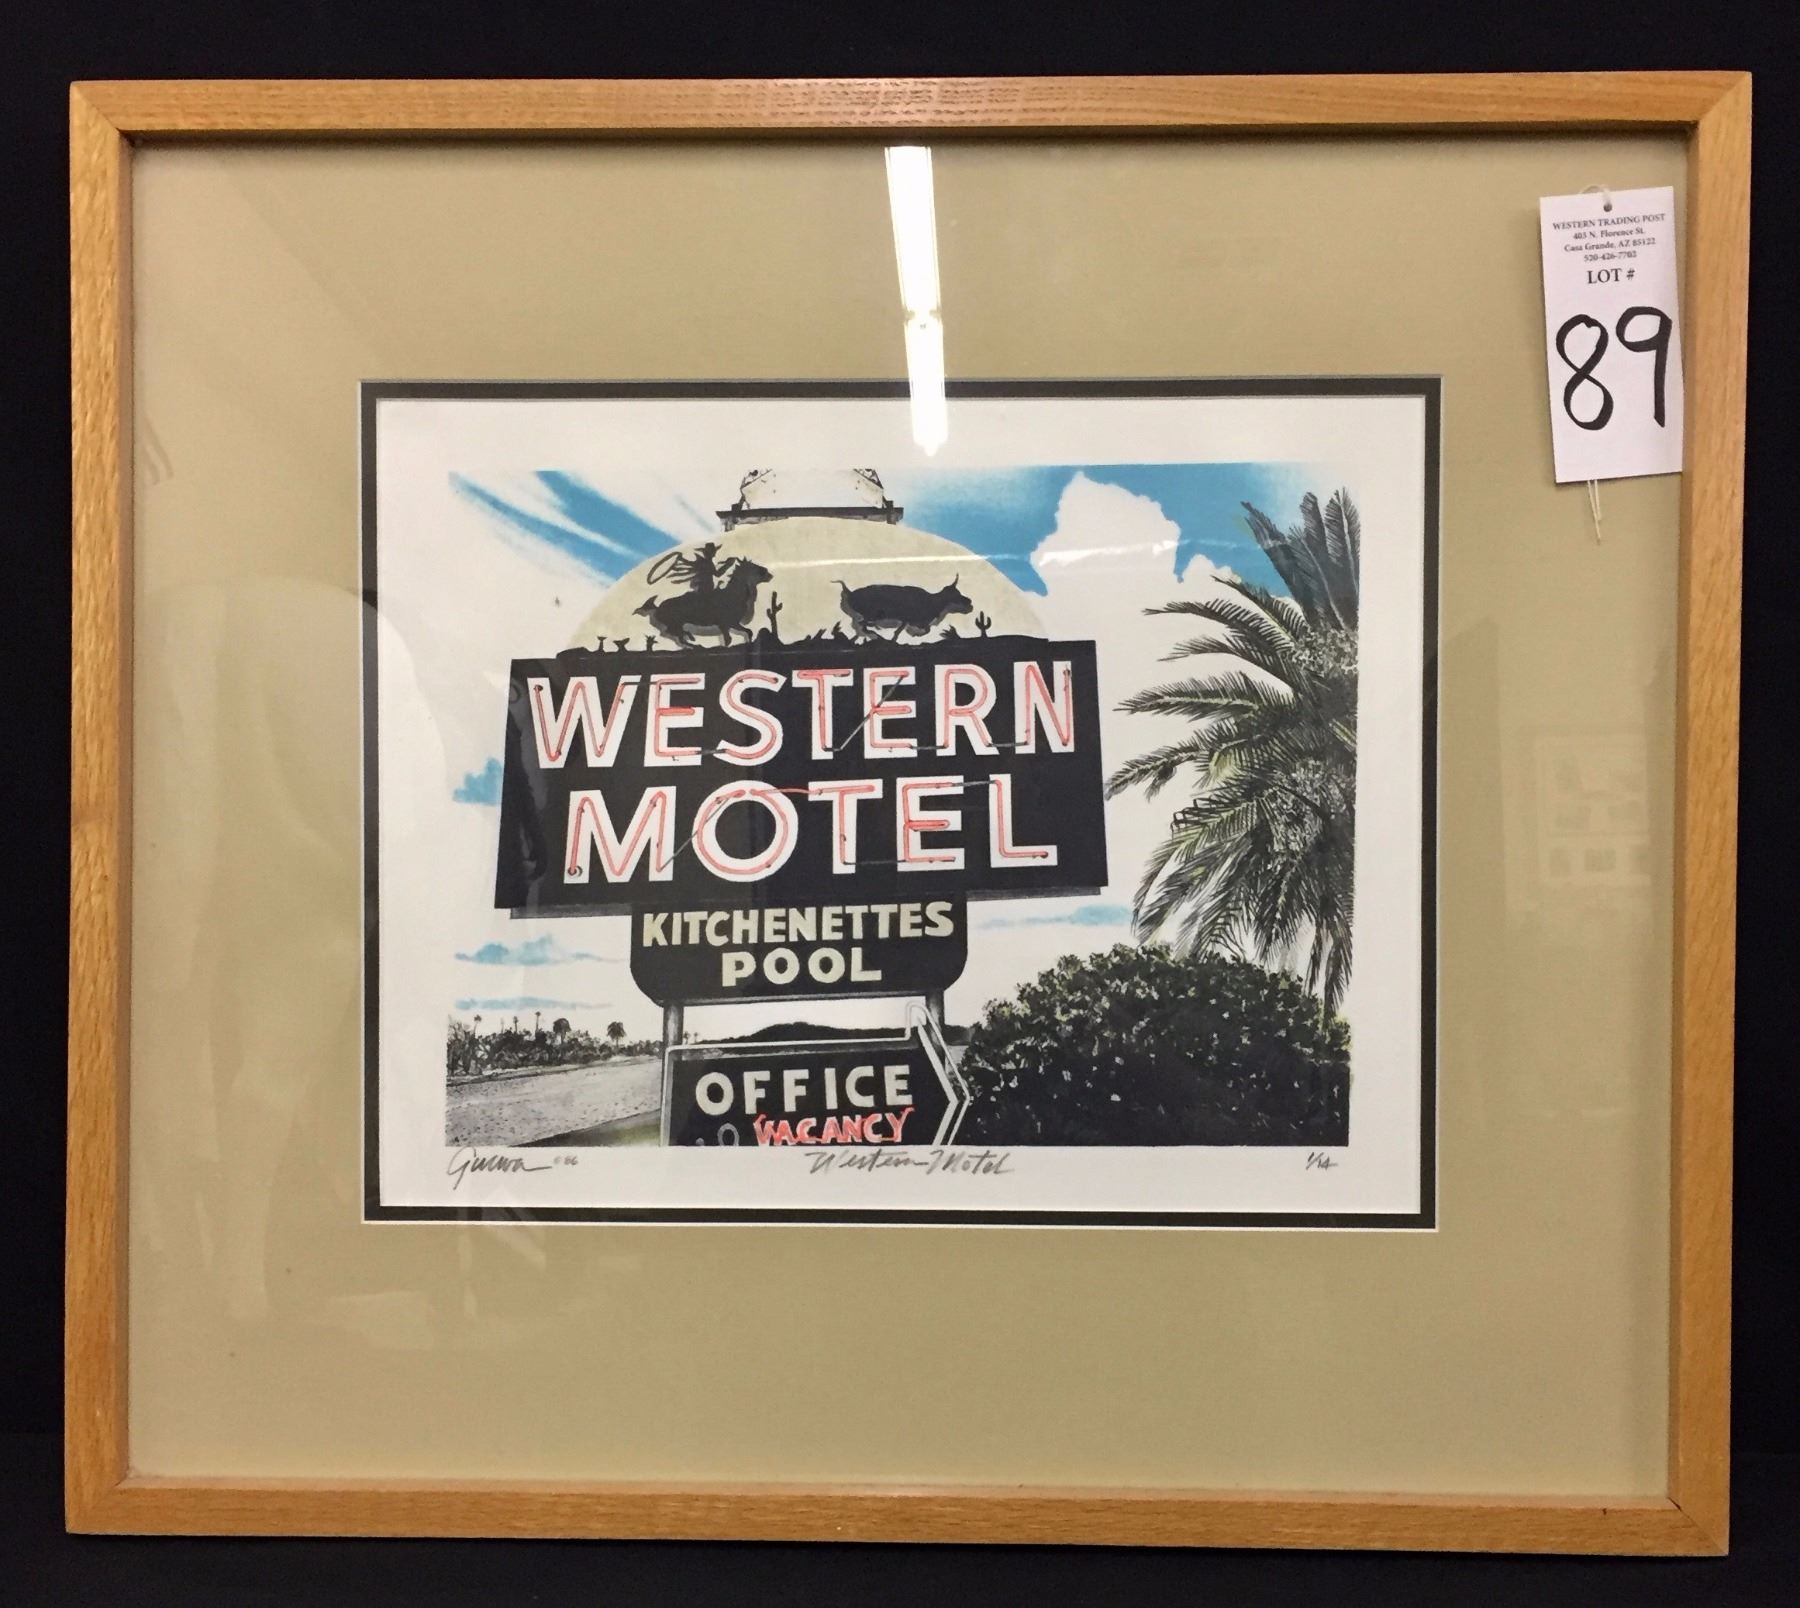 WESTERN TRADING POST
403 N. Florence St.
Casa Grande, AZ 85122
520-426-7702
LOT #
89
WESTERN
MOTEL
KITCHENETTES
POOL
OFFICE
VACANCY
Western Motel